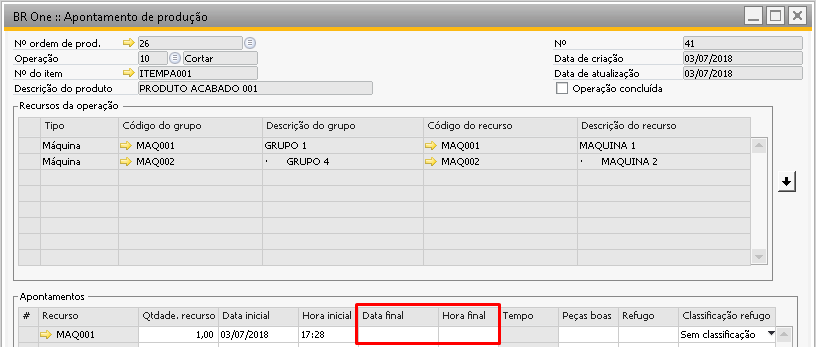 BR One :: Apontamento de produção
Nº ordem de prod. 26 Nº 41
Operação 10 Cortar Data de criação 03/07/2018
Nº do item ITEMPA001 Data de atualização 03/07/2018
Descrição do produto PRODUTO ACABADO 001 Operação concluída
Recursos da operação
Tipo Código do grupo Descrição do grupo Código do recurso Descrição do recurso
Máquina MAQ001 GRUPO 1 MAQ001 MAQUINA 1
Máquina MAQ002 · GRUPO 4 MAQ002 · MAQUINA 2
Apontamentos
# Recurso Qtdade. recurso Data inicial Hora inicial Data final Hora final Tempo Peças boas Refugo Classificação refugo
MAQ001 1,00 03/07/2018 17:28 Sem classificação